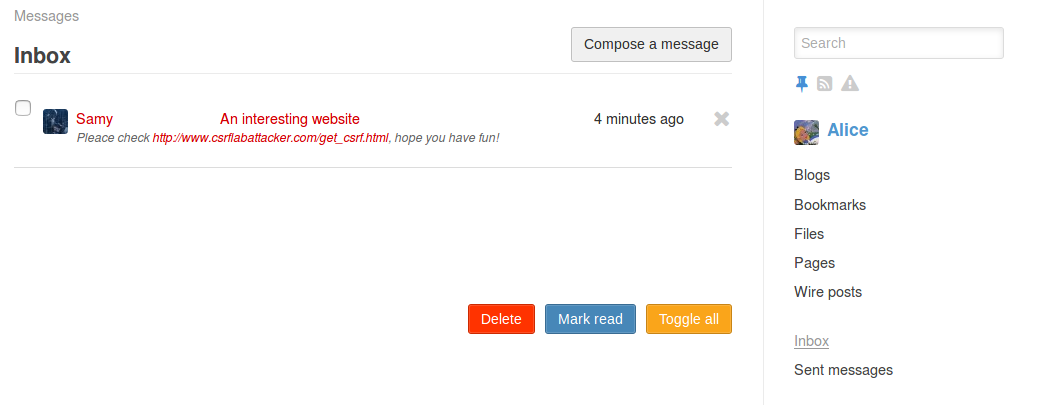 Messages
Inbox
Compose a message
Samy An interesting website 4 minutes ago
Pleace check http://www.csrflabattacker.com/get_csrf.html, hope you have fun!
Delete Mark read Toggle all
Search
Alice
Blogs
Bookmarks
Files
Pages
Wire posts
Inbox
Sent messages